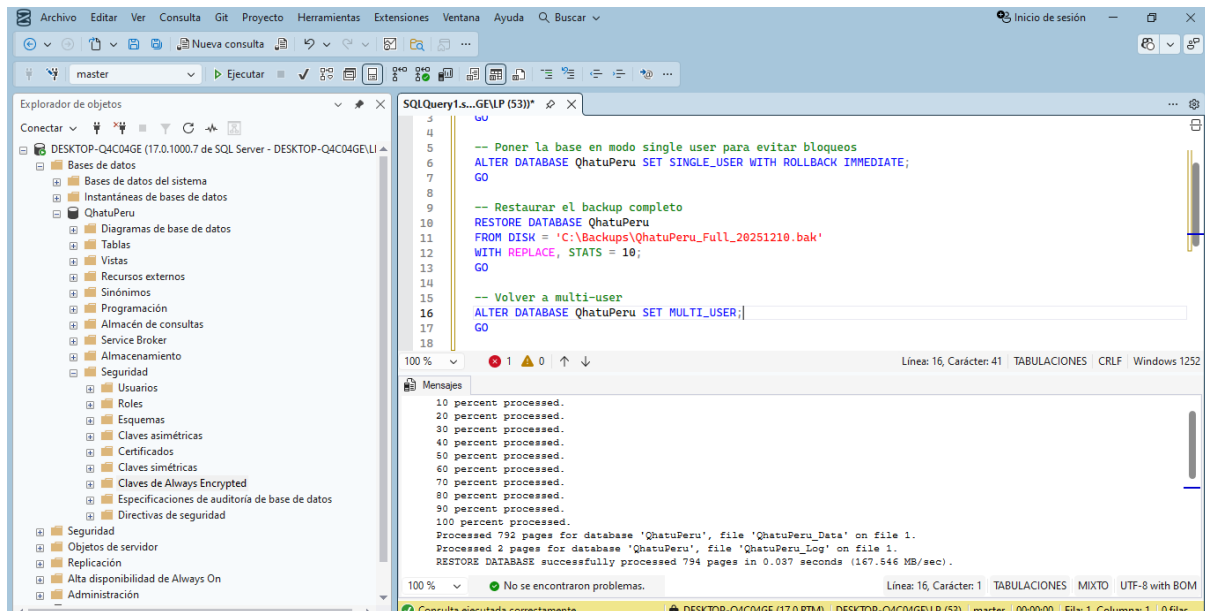 Archivo Editar Ver Consulta Git Proyecto Herramientas Extensiones Ventana Ayuda Buscar Inicio de sesión
Nueva consulta
master Ejecutar
Explorador de objetos
Conectar
DESKTOP-Q4C04GE (17.0.1000.7 de SQL Server - DESKTOP-Q4C04GE\LI
Bases de datos
Bases de datos del sistema
Instantáneas de bases de datos
QhatuPeru
Diagramas de base de datos
Tablas
Vistas
Recursos externos
Sinónimos
Programación
Almacén de consultas
Service Broker
Almacenamiento
Seguridad
Usuarios
Roles
Esquemas
Claves asimétricas
Certificados
Claves simétricas
Claves de Always Encrypted
Especificaciones de auditoría de base de datos
Directivas de seguridad
Seguridad
Objetos de servidor
Replicación
Alta disponibilidad de Always On
Administración
SQLQuery1.s...GE\LP (53))*
3 GO
4
5 -- Poner la base en modo single user para evitar bloqueos
6 ALTER DATABASE QhatuPeru SET SINGLE_USER WITH ROLLBACK IMMEDIATE;
7 GO
8
9 -- Restaurar el backup completo
10 RESTORE DATABASE QhatuPeru
11 FROM DISK = 'C:\Backups\QhatuPeru_Full_20251210.bak'
12 WITH REPLACE, STATS = 10;
13 GO
14
15 -- Volver a multi-user
16 ALTER DATABASE QhatuPeru SET MULTI_USER;
17 GO
18
100 % 1 0 Línea: 16, Carácter: 41 TABULACIONES CRLF Windows 1252
Mensajes
10 percent processed.
20 percent processed.
30 percent processed.
40 percent processed.
50 percent processed.
60 percent processed.
70 percent processed.
80 percent processed.
90 percent processed.
100 percent processed.
Processed 792 pages for database 'QhatuPeru', file 'QhatuPeru_Data' on file 1.
Processed 2 pages for database 'QhatuPeru', file 'QhatuPeru_Log' on file 1.
RESTORE DATABASE successfully processed 794 pages in 0.037 seconds (167.546 MB/sec).
100 % No se encontraron problemas. Línea: 16, Carácter: 1 TABULACIONES MIXTO UTF-8 with BOM
Consulta ejecutada correctamente. DESKTOP-Q4C04GE (17.0 RTM) DESKTOP-Q4C04GE\LP (53) master 00:00:00 Fila: 1, Columna: 1 0 filas